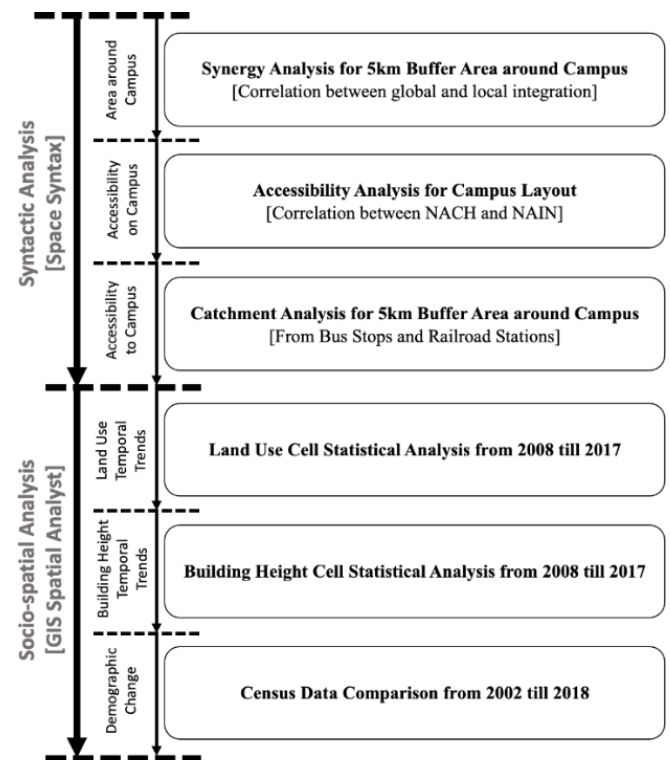 Syntactic Analysis
[Space Syntax]
Area around
Campus
Synergy Analysis for 5km Buffer Area around Campus
[Correlation between global and local integration]
Accessibility
on Campus
Accessibility Analysis for Campus Layout
[Correlation between NACH and NAIN]
Accessibility
to Campus
Catchment Analysis for 5km Buffer Area around Campus
[From Bus Stops and Railroad Stations]
Socio-spatial Analysis
[GIS Spatial Analyst]
Land Use
Temporal
Trends
Land Use Cell Statistical Analysis from 2008 till 2017
Building Height
Temporal
Trends
Building Height Cell Statistical Analysis from 2008 till 2017
Demographic
Change
Census Data Comparison from 2002 till 2018